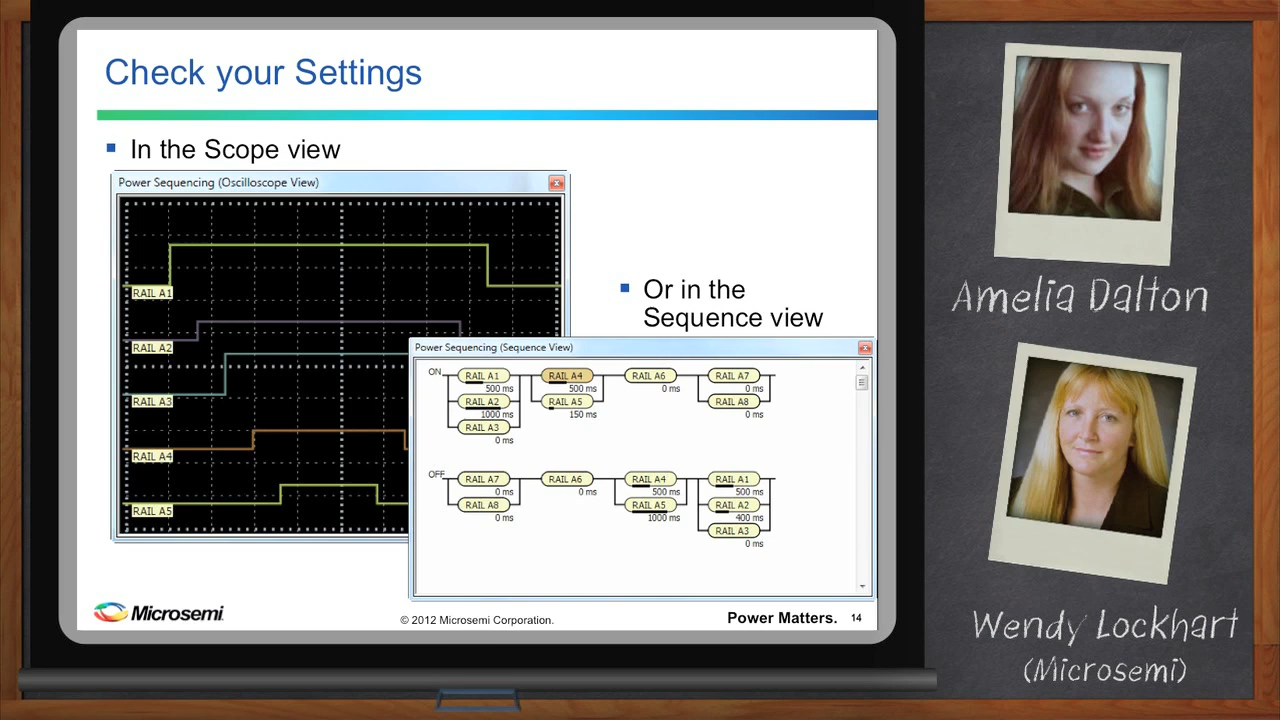 Check your Settings
In the Scope view
Power Sequencing (Oscilloscope View)
RAIL A1
RAIL A2
RAIL A3
RAIL A4
RAIL A5
Or in the
Sequence view
Power Sequencing (Sequence View)
ON
RAIL A1 RAIL A4 RAIL A6 RAIL A7
500 ms 500 ms 0 ms 0 ms
RAIL A2 RAIL A5 RAIL A8
1000 ms 150 ms 0 ms
RAIL A3
0 ms
OFF
RAIL A7 RAIL A6 RAIL A4 RAIL A1
0 ms 0 ms 500 ms 500 ms
RAIL A8 RAIL A5 RAIL A2
0 ms 1000 ms 400 ms
RAIL A3
0 ms
Microsemi
© 2012 Microsemi Corporation.
Power Matters. 14
Amelia Dalton
Wendy Lockhart
(Microsemi)